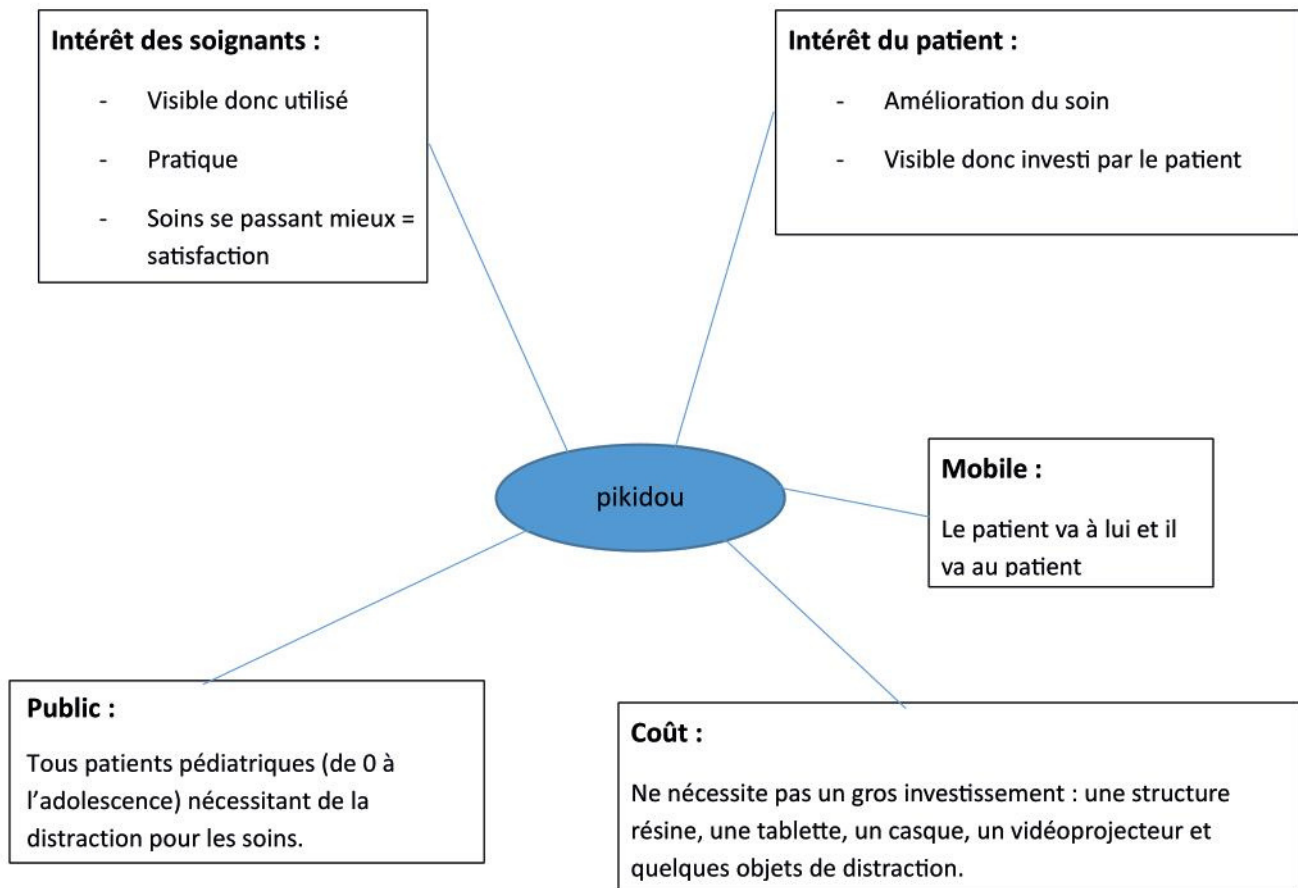 Intérêt des soignants :
- Visible donc utilisé
- Pratique
- Soins se passant mieux =
satisfaction
Intérêt du patient :
- Amélioration du soin
- Visible donc investi par le patient
pikidou
Mobile :
Le patient va à lui et il
va au patient
Public :
Tous patients pédiatriques (de 0 à
l’adolescence) nécessitant de la
distraction pour les soins.
Coût :
Ne nécessite pas un gros investissement : une structure
résine, une tablette, un casque, un vidéoprojecteur et
quelques objets de distraction.